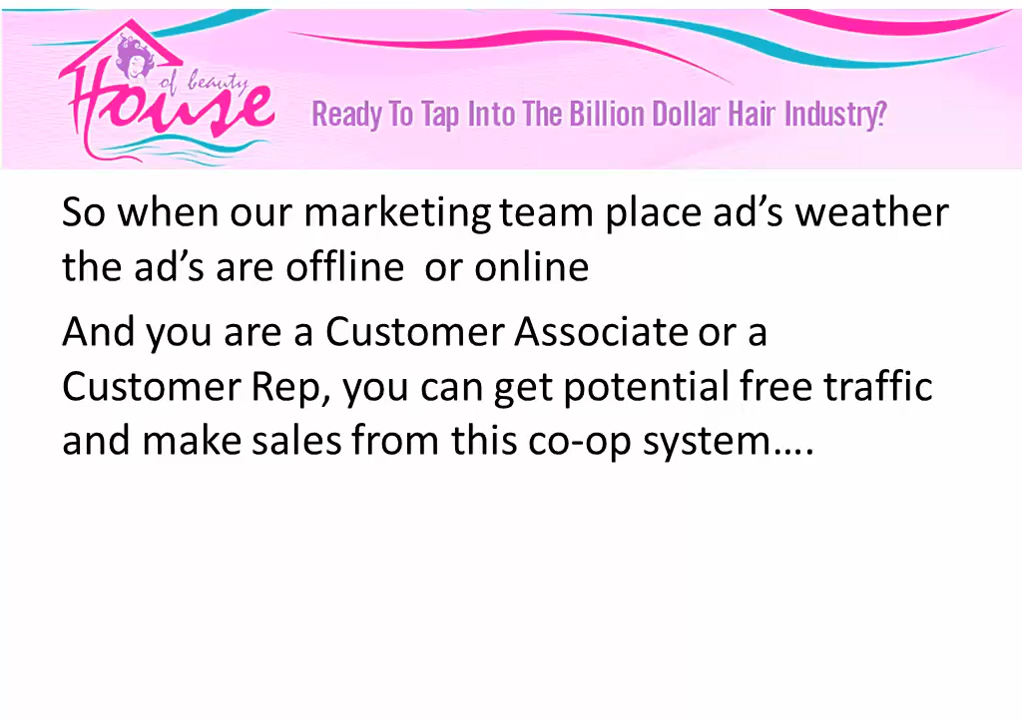 of beauty
House
Ready To Tap Into The Billion Dollar Hair Industry?
So when our marketing team place ad’s weather
the ad’s are offline or online
And you are a Customer Associate or a
Customer Rep, you can get potential free traffic
and make sales from this co-op system….